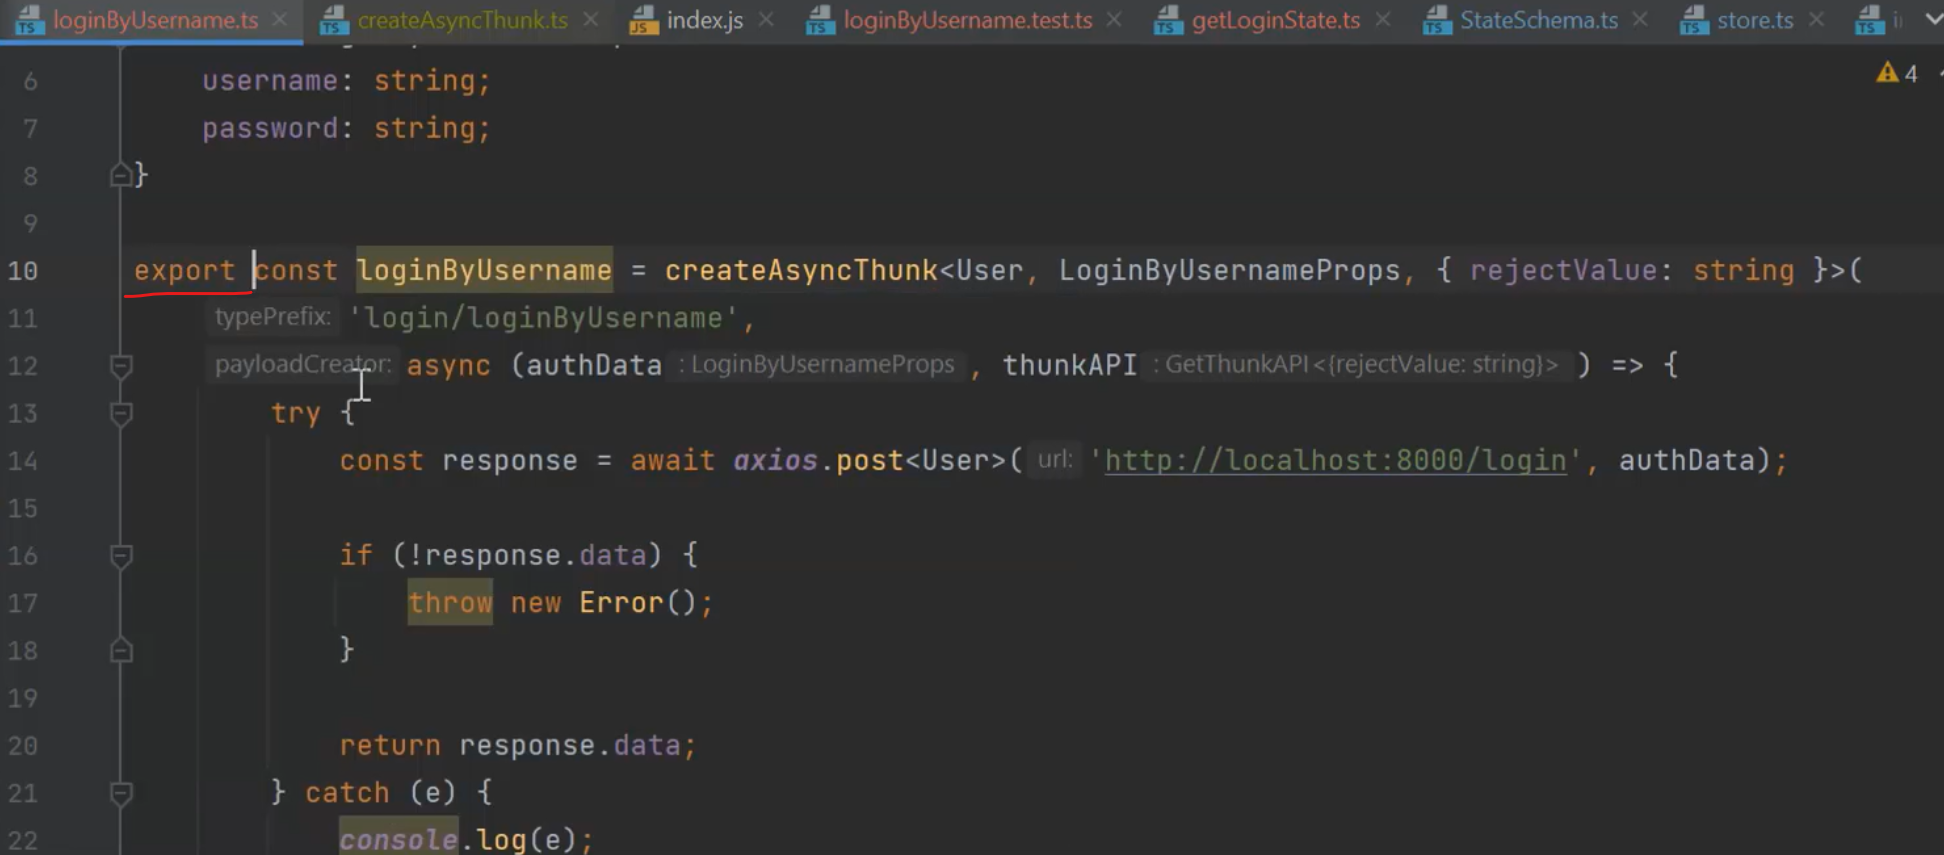 loginByUsername.ts createAsyncThunk.ts index.js loginByUsername.test.ts getLoginState.ts StateSchema.ts store.ts
6 username: string;
7 password: string;
8 }
9
10 export const loginByUsername = createAsyncThunk<User, LoginByUsernameProps, { rejectValue: string }>(
11 typePrefix: 'login/loginByUsername',
12 payloadCreator: async (authData : LoginByUsernameProps , thunkAPI : GetThunkAPI<{rejectValue: string}> ) => {
13 try {
14 const response = await axios.post<User>( url: 'http://localhost:8000/login', authData);
15
16 if (!response.data) {
17 throw new Error();
18 }
19
20 return response.data;
21 } catch (e) {
22 console.log(e);
4